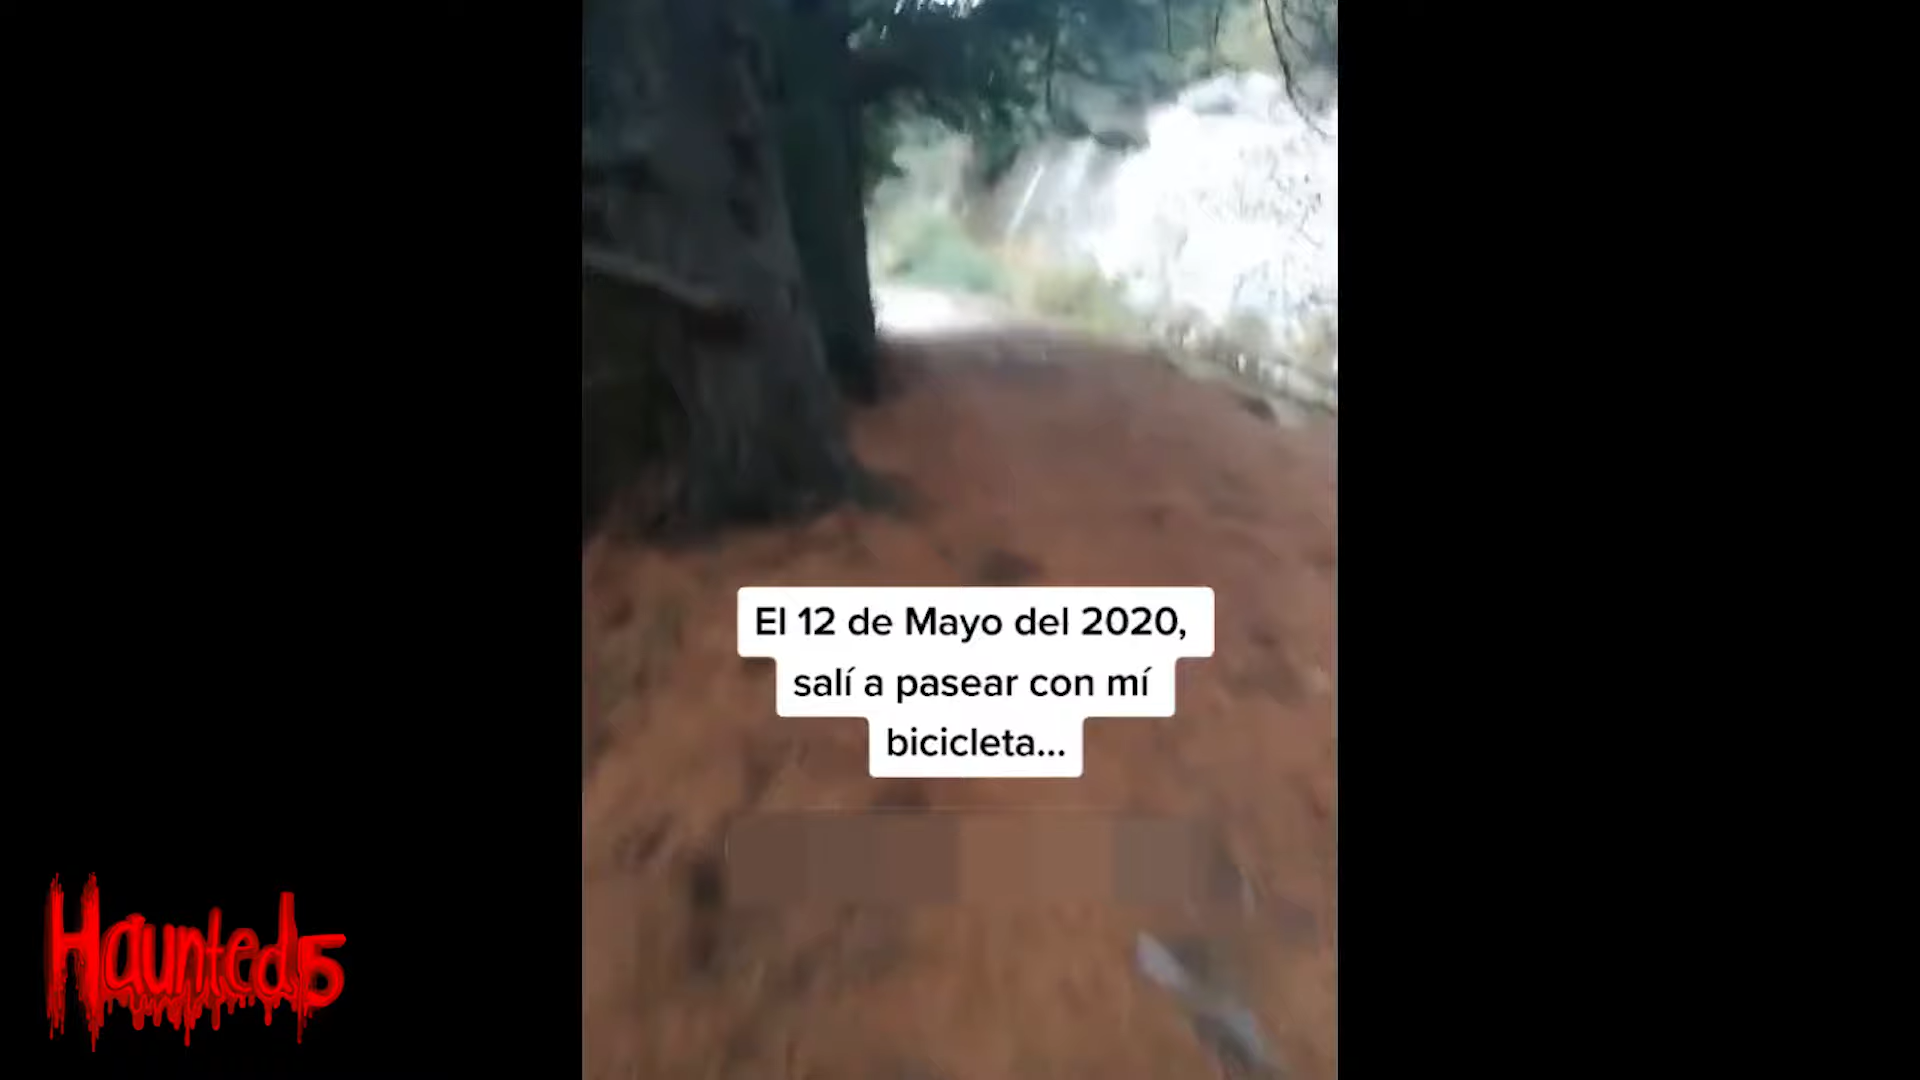 El 12 de Mayo del 2020,
salí a pasear con mí
bicicleta...
Haunted5